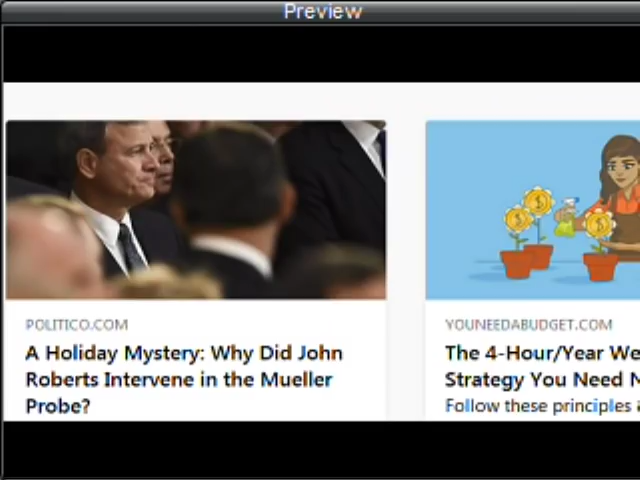 Preview
POLITICO.COM
A Holiday Mystery: Why Did John
Roberts Intervene in the Mueller
Probe?
YOUNEEDABUDGET.COM
The 4-Hour/Year We
Strategy You Need
Follow these principles